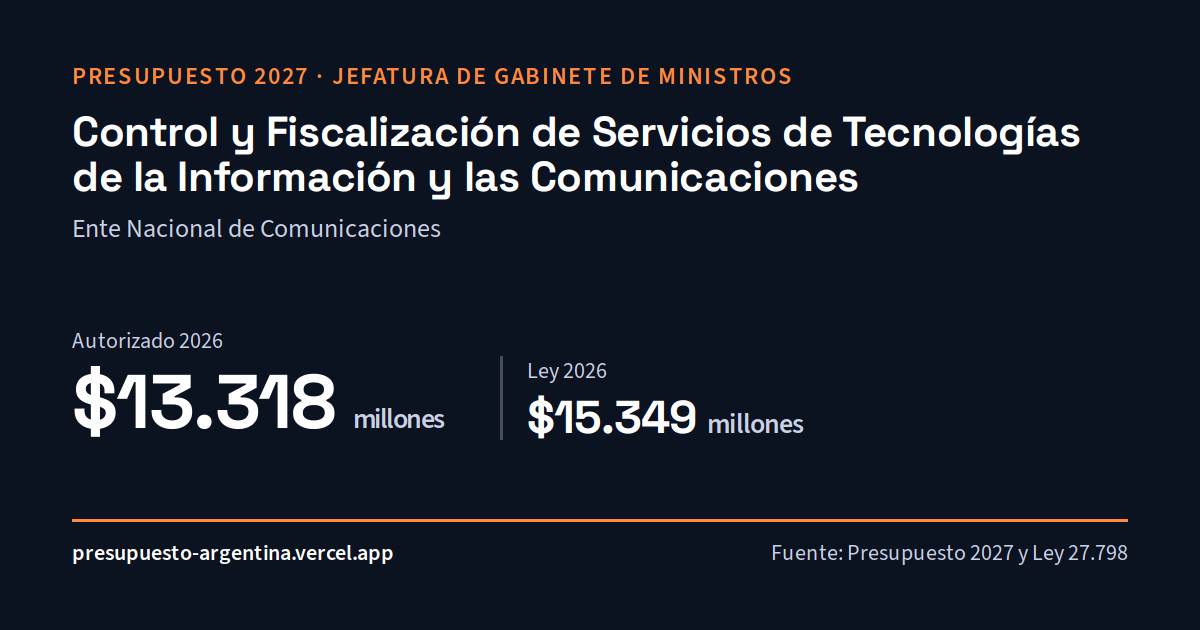 PRESUPUESTO 2027 · JEFATURA DE GABINETE DE MINISTROS
Control y Fiscalización de Servicios de Tecnologías
de la Información y las Comunicaciones
Ente Nacional de Comunicaciones
Autorizado 2026
$13.318 millones
Ley 2026
$15.349 millones
presupuesto-argentina.vercel.app
Fuente: Presupuesto 2027 y Ley 27.798